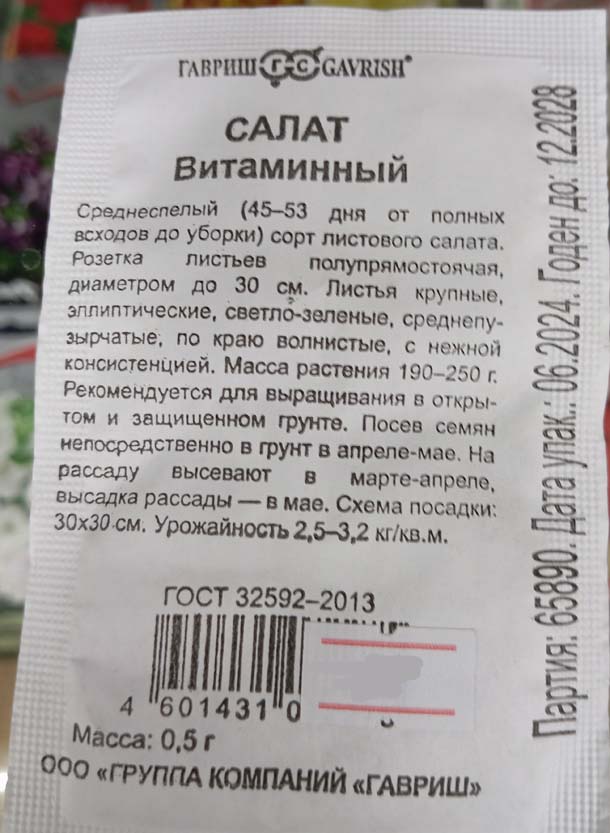 ГАВРИШ ГС GAVRISH®
САЛАТ
Витаминный
Среднеспелый (45–53 дня от полных
всходов до уборки) сорт листового салата.
Розетка листьев полупрямостоячая,
диаметром до 30 см. Листья крупные,
эллиптические, светло-зеленые, среднепу-
зырчатые, по краю волнистые, с нежной
консистенцией. Масса растения 190–250 г.
Рекомендуется для выращивания в откры-
том и защищенном грунте. Посев семян
непосредственно в грунт в апреле-мае. На
рассаду высевают в марте-апреле,
высадка рассады — в мае. Схема посадки:
30х30 см. Урожайность 2,5–3,2 кг/кв.м.
ГОСТ 32592–2013
4 601431 0
Масса: 0,5 г
ООО «ГРУППА КОМПАНИЙ «ГАВРИШ»
Партия: 65890. Дата упак.: 06.2024. Годен до: 12.2028